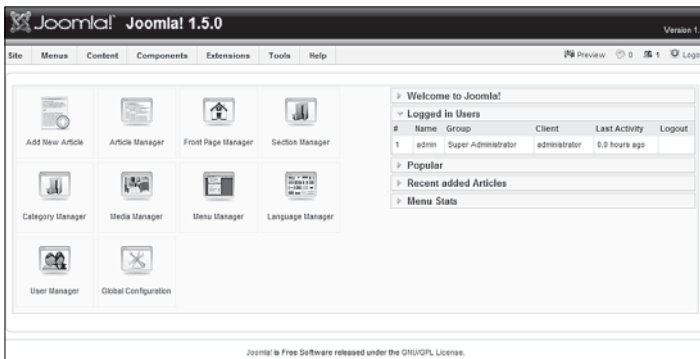 Joomla! Joomla! 1.5.0
Version 1.
Site Menus Content Components Extensions Tools Help
Preview 0 1 Logo
Add New Article
Article Manager
Front Page Manager
Section Manager
Category Manager
Media Manager
Menu Manager
Language Manager
User Manager
Global Configuration
Welcome to Joomla!
Logged in Users
# Name Group Client Last Activity Logout
1 admin Super Administrator administrator 0.0 hours ago
Popular
Recent added Articles
Menu Stats
Joomla! is Free Software released under the GNU/GPL License.